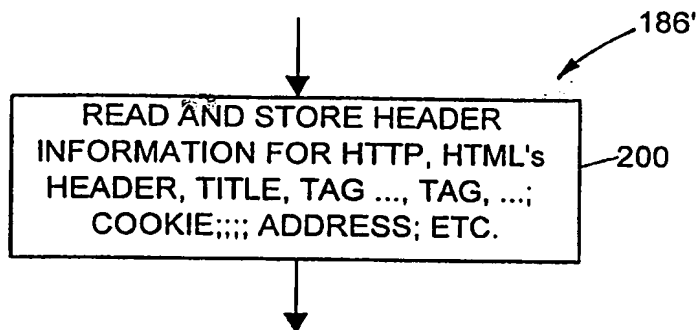 186'
READ AND STORE HEADER
INFORMATION FOR HTTP, HTML's
HEADER, TITLE, TAG ..., TAG, ...;
COOKIE;;;; ADDRESS; ETC.
200